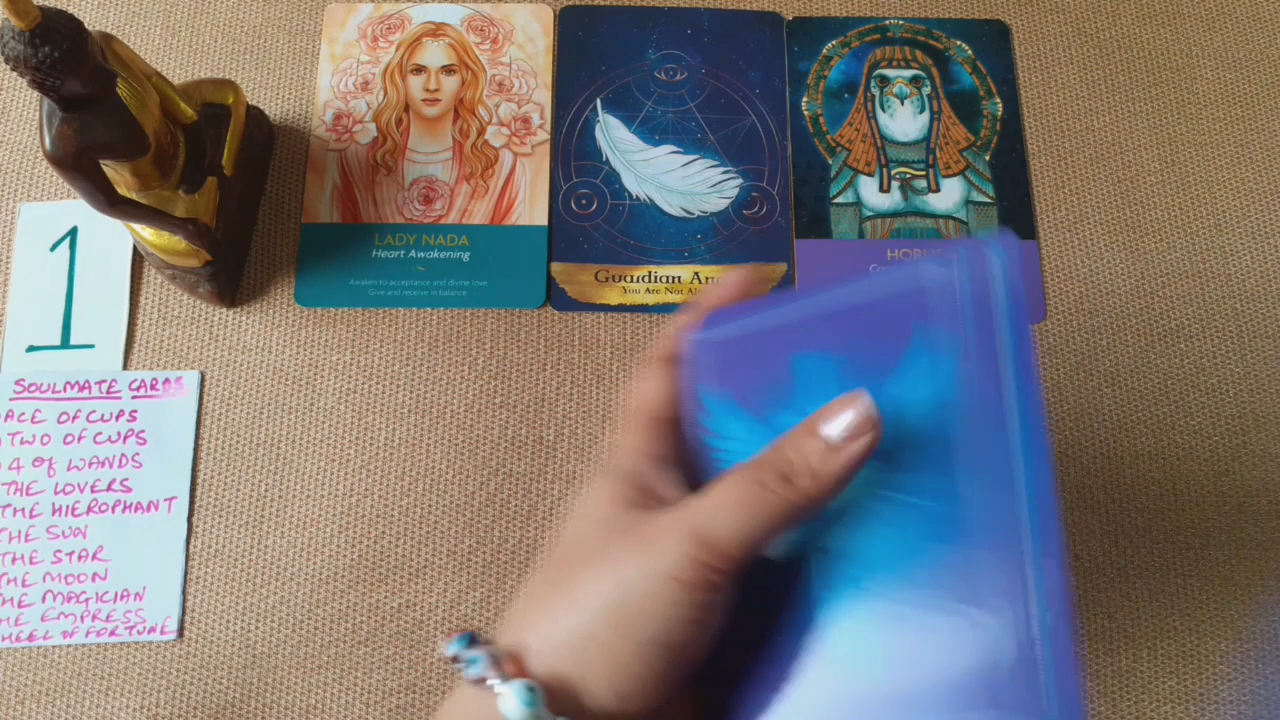 1
SOULMATE CARDS
ACE OF CUPS
TWO OF CUPS
4 of WANDS
THE LOVERS
THE HIEROPHANT
THE SUN
THE STAR
THE MOON
THE MAGICIAN
THE EMPRESS
WHEEL OF FORTUNE
LADY NADA
Heart Awakening
Awaken to acceptance and divine love
Give and receive in balance
Guardian
You Are Not
HORUS